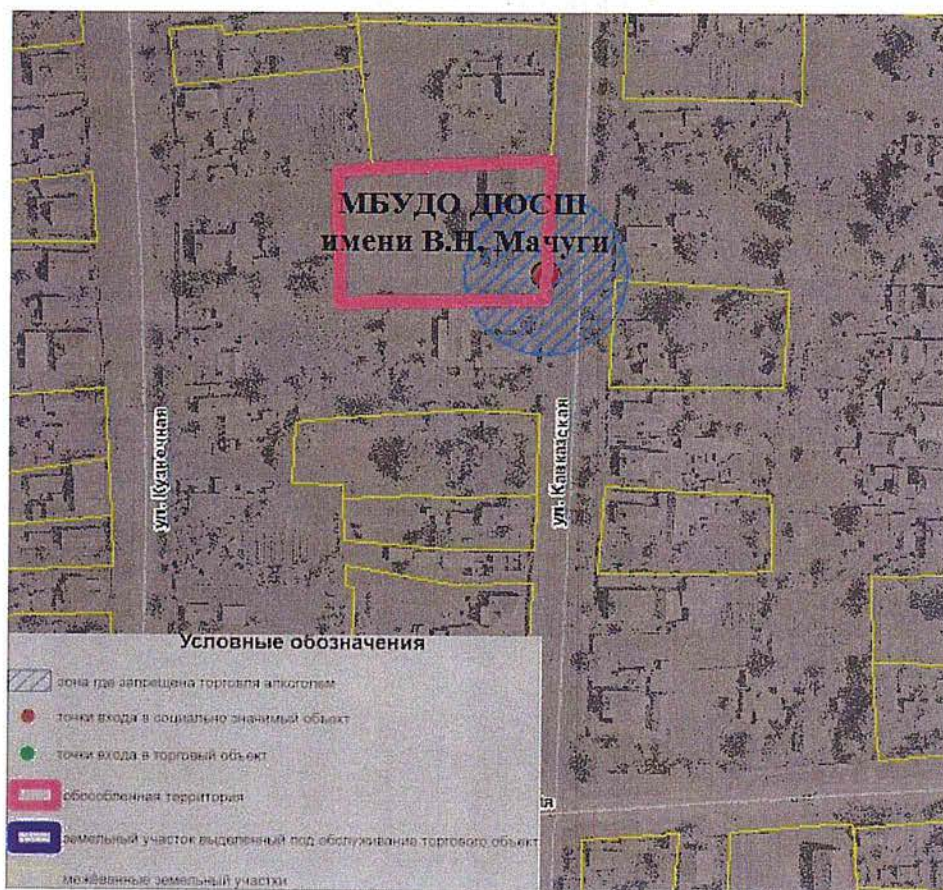 МБУДО ДЮСШ
имени В.Н. Мачуги
ул. Кузнечная
ул. Кавказская
Условные обозначения
зона где запрещена торговля алкоголем
точки входа в социально значимый объект
точки входа в торговый объект
обособленная территория
земельный участок выделенный под обслуживание торгового объекта
межёванные земельный участки